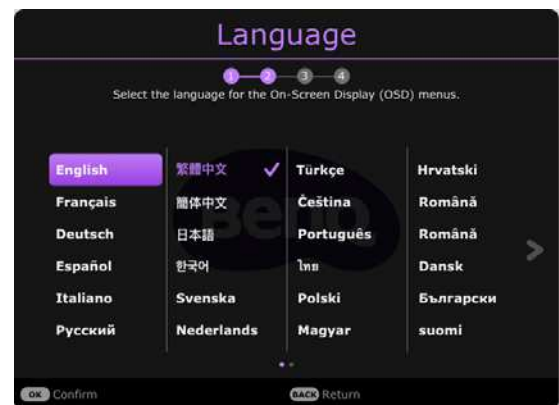 Language
1 2 3 4
Select the language for the On-Screen Display (OSD) menus.
English 繁體中文 Türkçe Hrvatski
Français 簡体中文 Čeština Română
Deutsch 日本語 Português Română
Español 한국어 ไทย Dansk
Italiano Svenska Polski Български
Русский Nederlands Magyar suomi
BenQ
OK Confirm BACK Return